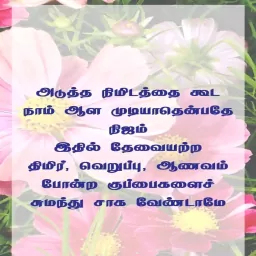 அடுத்த நிமிடத்தை கூட
நாம் ஆள முடியாதென்பதே
நிஜம்
இதில் தேவையற்ற
திமிர், வெறுப்பு, ஆணவம்
போன்ற குப்பைகளைச்
சுமந்து சாக வேண்டாமே